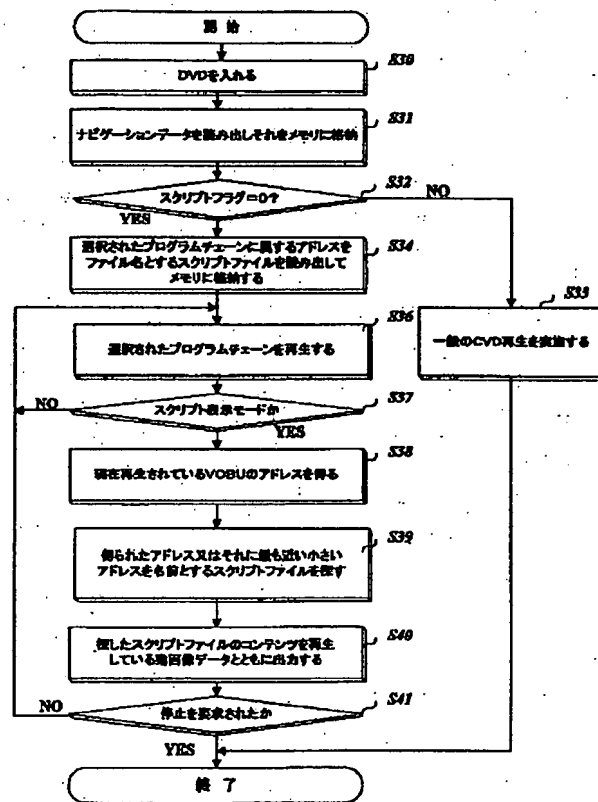 開 始
S30
DVDを入れる
S31
ナビゲーションデータを読み出しそれをメモリに格納
S32
スクリプトフラグ=0?
NO
YES
S34
選択されたプログラムチェーンに属するアドレスを
ファイル名とするスクリプトファイルを読み出して
メモリに格納する
S33
一般のCVD再生を実施する
S36
選択されたプログラムチェーンを再生する
S37
スクリプト表示モードか
NO
YES
S38
現在再生されているVOBUのアドレスを得る
S39
得られたアドレス又はそれに最も近い小さい
アドレスを名前とするスクリプトファイルを探す
S40
探したスクリプトファイルのコンテンツを再生
している動画像データとともに出力する
S41
停止を要求されたか
NO
YES
終 了